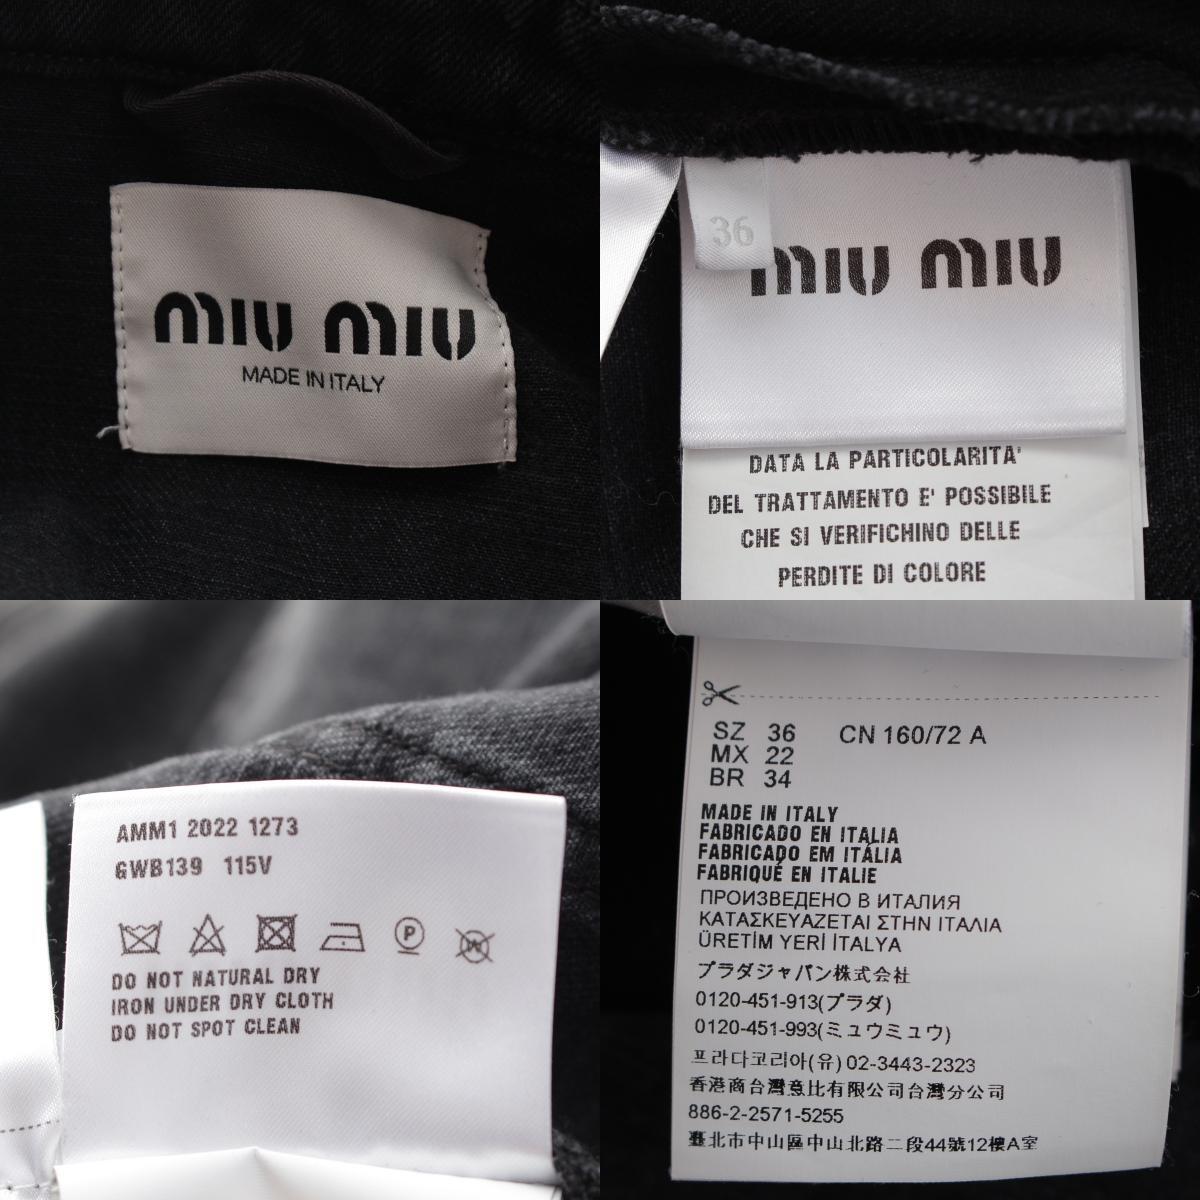 MIU MIU
MADE IN ITALY
36
MIU MIU
DATA LA PARTICOLARITA'
DEL TRATTAMENTO E' POSSIBILE
CHE SI VERIFICHINO DELLE
PERDITE DI COLORE
AMM1 2022 1273
GWB139 115V
P
W
DO NOT NATURAL DRY
IRON UNDER DRY CLOTH
DO NOT SPOT CLEAN
SZ 36 CN 160/72 A
MX 22
BR 34
MADE IN ITALY
FABRICADO EN ITALIA
FABRICADO EM ITÁLIA
FABRIQUÉ EN ITALIE
ПРОИЗВЕДЕНО В ИТАЛИЯ
ΚΑΤΑΣΚΕΥΑΖΕΤΑΙ ΣΤΗΝ ΙΤΑΛΙΑ
ÜRETİM YERİ İTALYA
プラダジャパン株式会社
0120-451-913(プラダ)
0120-451-993(ミュウミュウ)
프라다코리아(유) 02-3443-2323
香港商台灣意比有限公司台灣分公司
886-2-2571-5255
臺北市中山區中山北路二段44號12樓A室